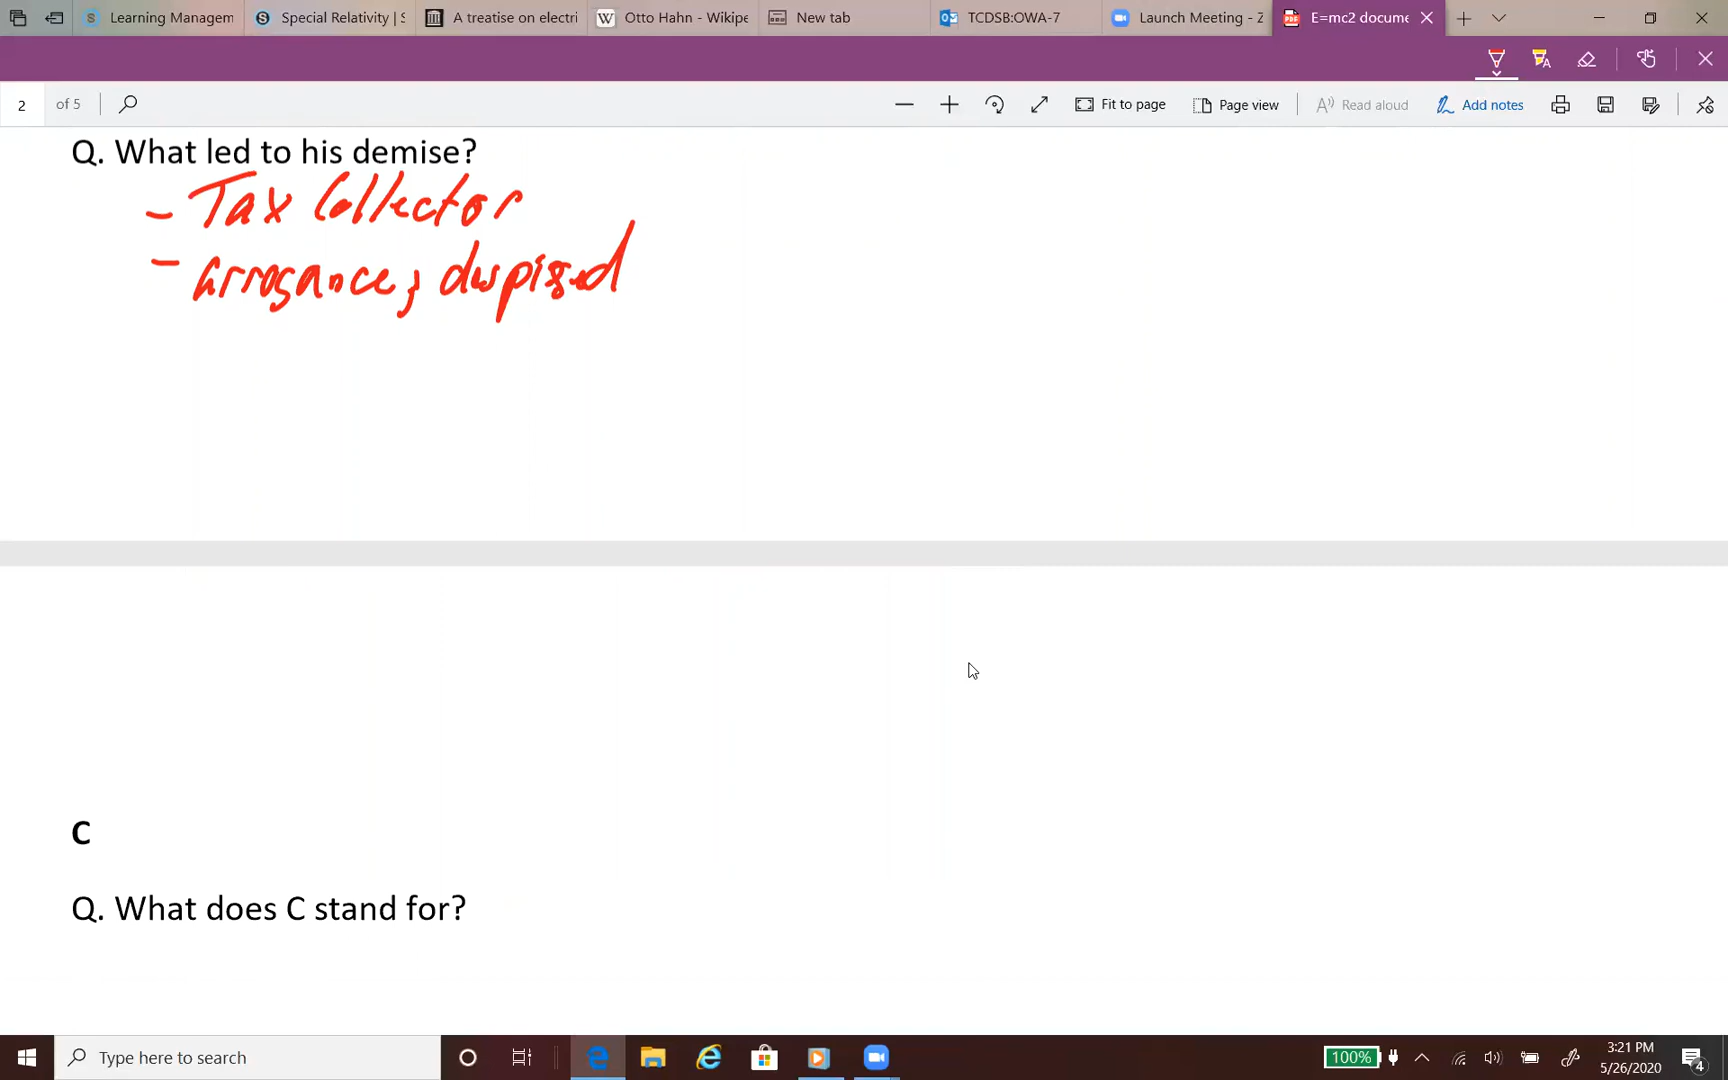 Learning Managem
Special Relativity | S
A treatise on electri
Otto Hahn - Wikipe
New tab
TCDSB:OWA-7
Launch Meeting - Z
E=mc2 docume
2 of 5
Fit to page
Page view
Read aloud
Add notes
Q. What led to his demise?
- Tax Collector
- arrogance, despised
C
Q. What does C stand for?
Type here to search
100%
3:21 PM
5/26/2020
4